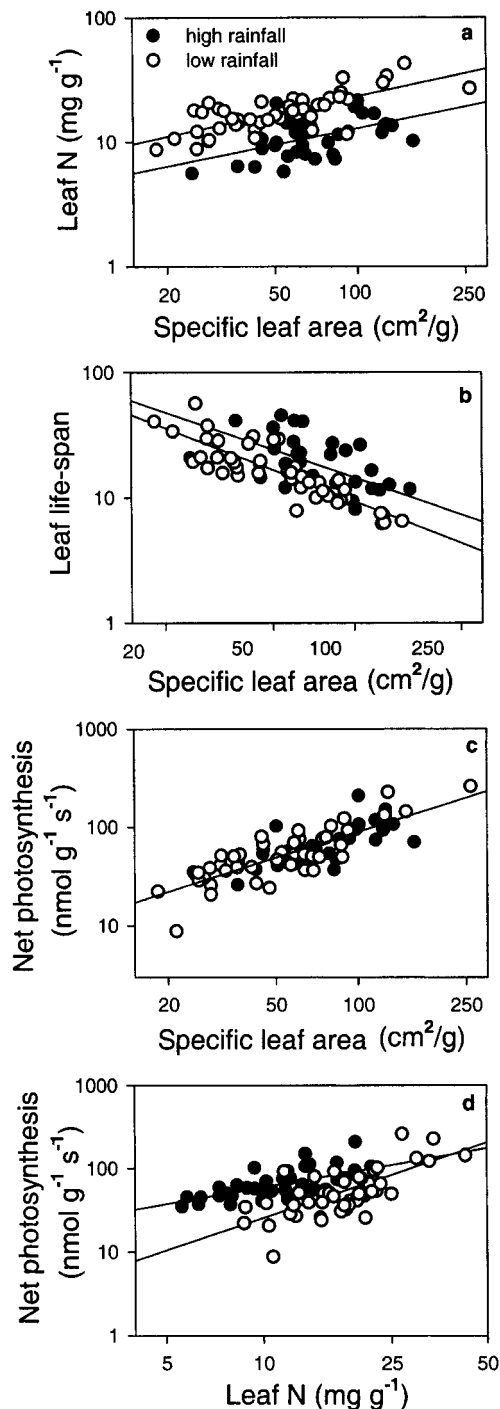 100
high rainfall
low rainfall
a
Leaf N (mg g⁻¹)
10
1
20 50 100 250
Specific leaf area (cm²/g)
100
b
Leaf life-span
10
1
20 50 100 250
Specific leaf area (cm²/g)
1000
c
Net photosynthesis
(nmol g⁻¹ s⁻¹)
100
10
20 50 100 250
Specific leaf area (cm²/g)
1000
d
Net photosynthesis
(nmol g⁻¹ s⁻¹)
100
10
1
5 10 25 50
Leaf N (mg g⁻¹)